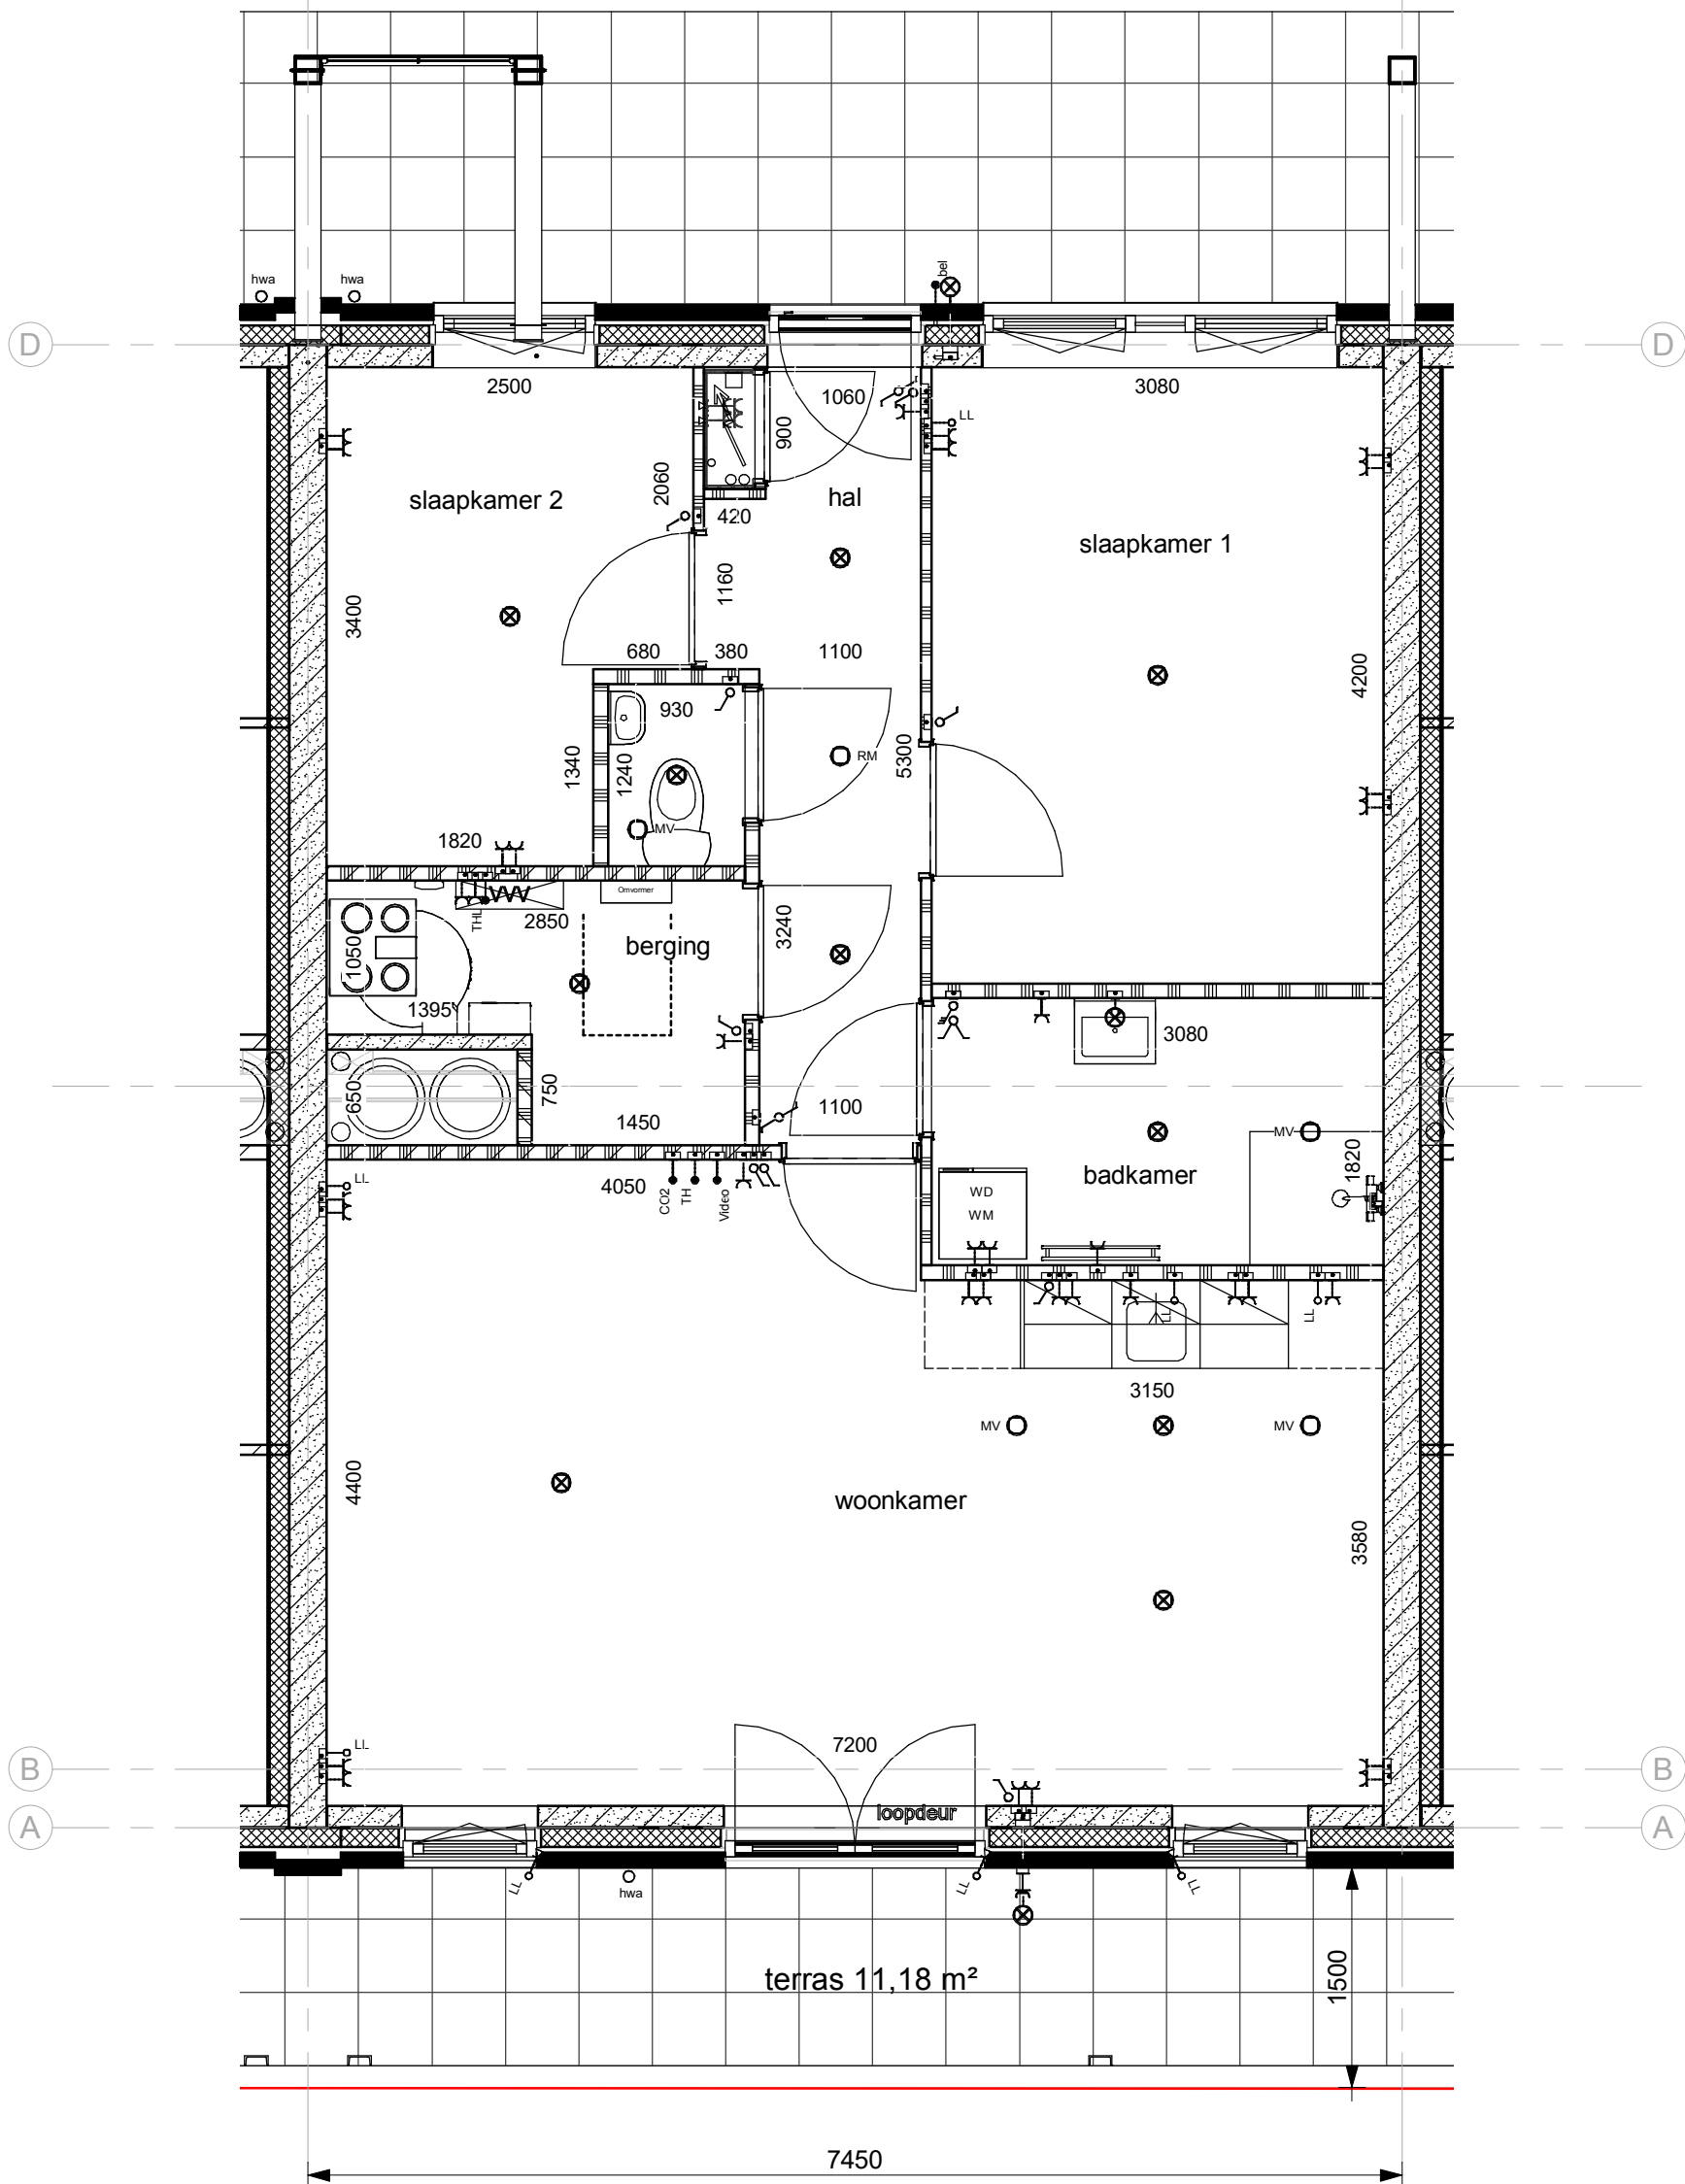 hwa
hwa
bel
D
D
2500
1060
3080
LL
900
2060
slaapkamer 2
hal
420
slaapkamer 1
1160
3400
680
380
1100
4200
930
5300
RM
1340
1240
MV
1820
Omvormer
THL
2850
3240
berging
1050
1395
3080
650
750
1100
1450
MV
badkamer
1820
LL
4050
CO2
TH
Video
WD
WM
LL
LL
3150
MV
MV
4400
woonkamer
3580
LL
7200
B
B
loopdeur
A
A
LL
hwa
LL
LL
terras 11,18 m²
1500
7450